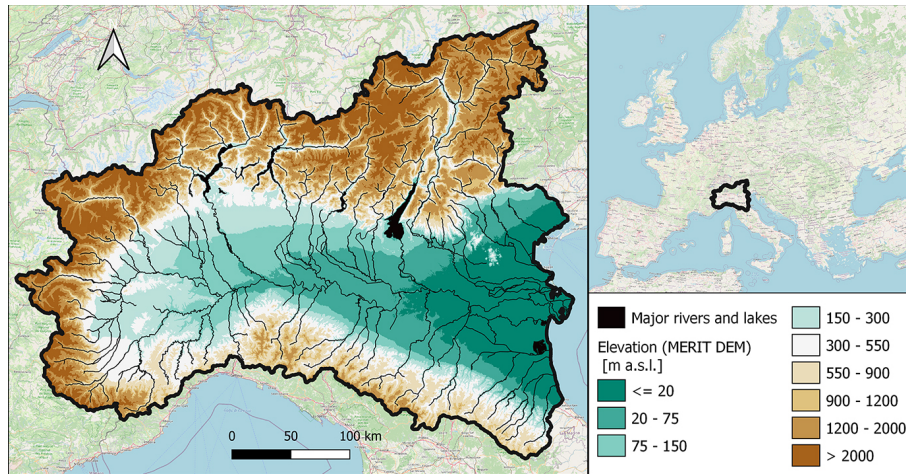 0 50 100 km
Major rivers and lakes
Elevation (MERIT DEM)
[m a.s.l.]
<= 20
20 - 75
75 - 150
150 - 300
300 - 550
550 - 900
900 - 1200
1200 - 2000
> 2000